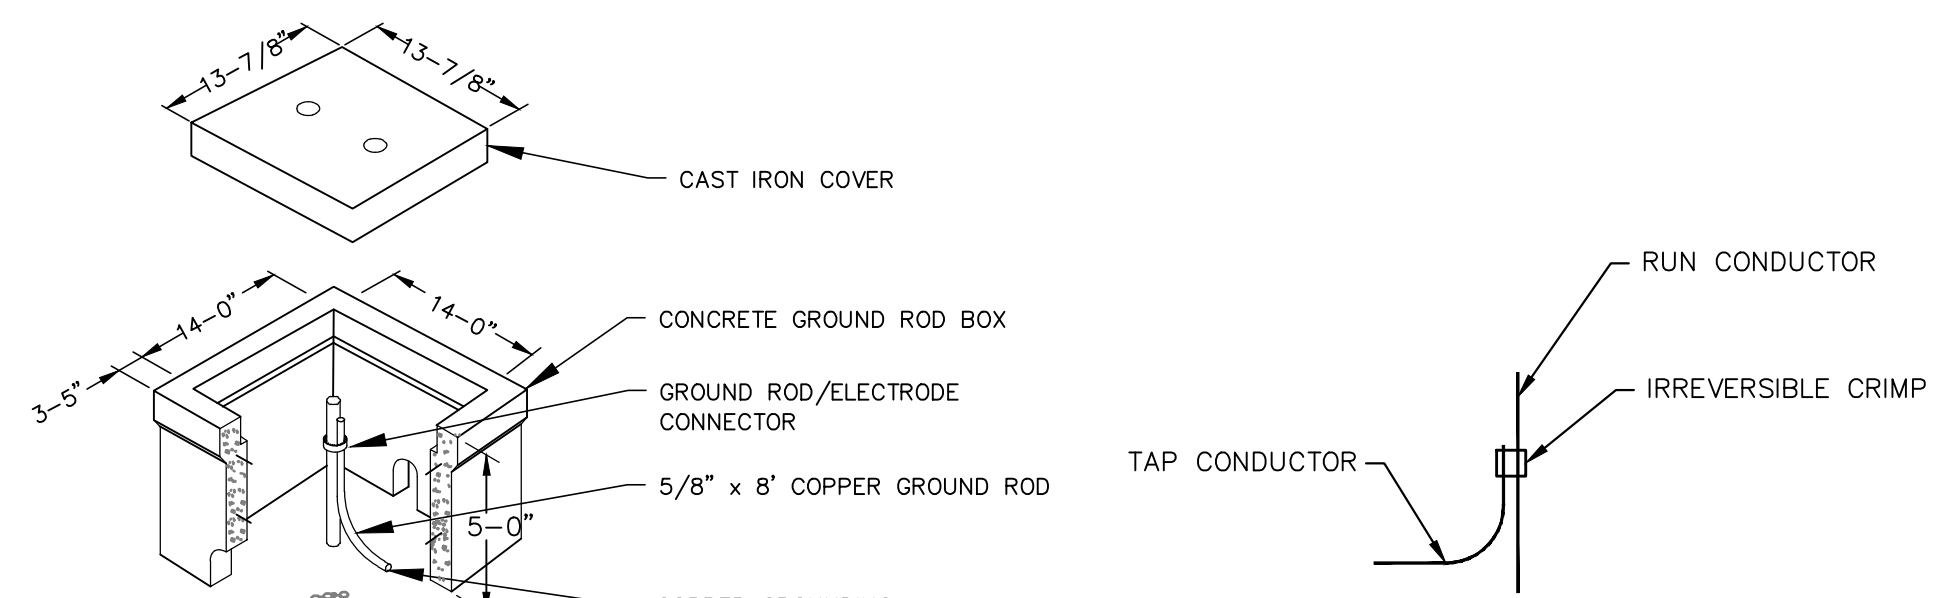 13-7/8"
13-7/8"
CAST IRON COVER
14-0"
14-0"
3-5"
CONCRETE GROUND ROD BOX
GROUND ROD/ELECTRODE
CONNECTOR
5/8" x 8' COPPER GROUND ROD
5-0"
RUN CONDUCTOR
IRREVERSIBLE CRIMP
TAP CONDUCTOR